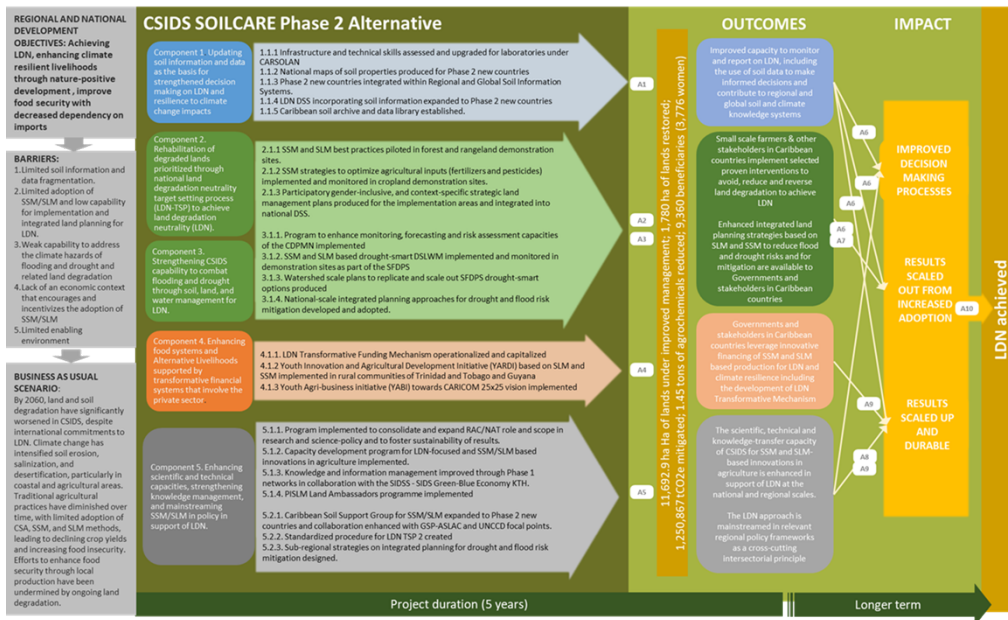 REGIONAL AND NATIONAL
DEVELOPMENT
OBJECTIVES: Achieving
LDN, enhancing climate
resilient livelihoods
through nature-positive
development , improve
food security with
decreased dependency on
imports
BARRIERS:
1.Limited soil information and
data fragmentation.
2.Limited adoption of
SSM/SLM and low capability
for implementation and
integrated land planning for
LDN.
3.Weak capability to address
the climate hazards of
flooding and drought and
related land degradation
4.Lack of an economic context
that encourages and
incentivizes the adoption of
SSM/SLM
5.Limited enabling
environment
BUSINESS AS USUAL
SCENARIO:
By 2060, land and soil
degradation have significantly
worsened in CSIDS, despite
international commitments to
LDN. Climate change has
intensified soil erosion,
salinization, and
desertification, particularly in
coastal and agricultural areas.
Traditional agricultural
practices have diminished over
time, with limited adoption of
CSA, SSM, and SLM methods,
leading to declining crop yields
and increasing food insecurity.
Efforts to enhance food
security through local
production have been
undermined by ongoing land
degradation.
CSIDS SOILCARE Phase 2 Alternative
Component 1. Updating
soil information and data
as the basis for
strengthened decision
making on LDN and
resilience to climate
change impacts
1.1.1 Infrastructure and technical skills assessed and upgraded for laboratories under
CARSOLAN
1.1.2 National maps of soil properties produced for Phase 2 new countries
1.1.3 Phase 2 new countries integrated within Regional and Global Soil Information
Systems.
1.1.4 LDN DSS incorporating soil information expanded to Phase 2 new countries
1.1.5 Caribbean soil archive and data library established.
A1
Component 2.
Rehabilitation of
degraded lands
prioritized through
national land
degradation neutrality
target setting process
(LDN-TSP) to achieve
land degradation
neutrality (LDN).
Component 3.
Strengthening CSIDS
capability to combat
flooding and drought
through soil, land, and
water management for
LDN.
2.1.1 SSM and SLM best practices piloted in forest and rangeland demonstration
sites.
2.1.2 SSM strategies to optimize agricultural inputs (fertilizers and pesticides)
implemented and monitored in cropland demonstration sites.
2.1.3 Participatory gender-inclusive, and context-specific strategic land
management plans produced for the implementation areas and integrated into
national DSS.
3.1.1. Program to enhance monitoring, forecasting and risk assessment capacities of
the CDPMN implemented
3.1.2. SSM and SLM based drought-smart DSLWM implemented and monitored in
demonstration sites as part of the SFDPS
3.1.3. Watershed scale plans to replicate and scale out SFDPS drought-smart
options produced
3.1.4. National-scale integrated planning approaches for drought and flood risk
mitigation developed and adopted.
A2
A3
Component 4. Enhancing
food systems and
Alternative Livelihoods
supported by
transformative financial
systems that involve the
private sector.
4.1.1. LDN Transformative Funding Mechanism operationalized and capitalized
4.1.2 Youth Innovation and Agricultural Development Initiative (YARDI) based on SLM and
SSM implemented in rural communities of Trinidad and Tobago and Guyana
4.1.3 Youth Agri-business initiative (YABI) towards CARICOM 25x25 vision implemented
A4
Component 5. Enhancing
scientific and technical
capacities, strengthening
knowledge management,
and mainstreaming
SSM/SLM in policy in
support of LDN.
5.1.1. Program implemented to consolidate and expand RAC/NAT role and scope in
research and science-policy and to foster sustainability of results.
5.1.2. Capacity development program for LDN-focused and SSM/SLM based
innovations in agriculture implemented.
5.1.3. Knowledge and information management improved through Phase 1
networks in collaboration with the SIDSS - SIDS Green-Blue Economy KTH.
5.1.4. PISLM Land Ambassadors programme implemented
5.2.1. Caribbean Soil Support Group for SSM/SLM expanded to Phase 2 new
countries and collaboration enhanced with GSP-ASLAC and UNCCD focal points.
5.2.2. Standardized procedure for LDN TSP 2 created
5.2.3. Sub-regional strategies on integrated planning for drought and flood risk
mitigation designed.
A5
11,692.9 ha Ha of lands under improved management; 1,780 ha of lands restored;
1,250,867 tCO2e mitigated; 1.45 tons of agrochemicals reduced; 9,360 beneficiaries (3,776 women)
OUTCOMES
Improved capacity to monitor
and report on LDN, including
the use of soil data to make
informed decisions and
contribute to regional and
global soil and climate
knowledge systems
Small scale farmers & other
stakeholders in Caribbean
countries implement selected
proven interventions to
avoid, reduce and reverse
land degradation to achieve
LDN
Enhanced integrated land
planning strategies based on
SLM and SSM to reduce flood
and drought risks and for
mitigation are available to
Governments and
stakeholders in Caribbean
countries
Governments and
stakeholders in Caribbean
countries leverage innovative
financing of SSM and SLM
based production for LDN and
climate resilience including
the development of LDN
Transformative Mechanism
The scientific, technical and
knowledge-transfer capacity
of CSIDS for SSM and SLM-
based innovations in
agriculture is enhanced in
support of LDN at the
national and regional scales.
The LDN approach is
mainstreamed in relevant
regional policy frameworks
as a cross-cutting
intersectorial principle
A6
A6
A6
A6
A7
A9
A8
A9
IMPACT
IMPROVED
DECISION
MAKING
PROCESSES
RESULTS
SCALED
OUT FROM
INCREASED
ADOPTION
RESULTS
SCALED UP
AND
DURABLE
A10
LDN achieved
Project duration (5 years)
Longer term